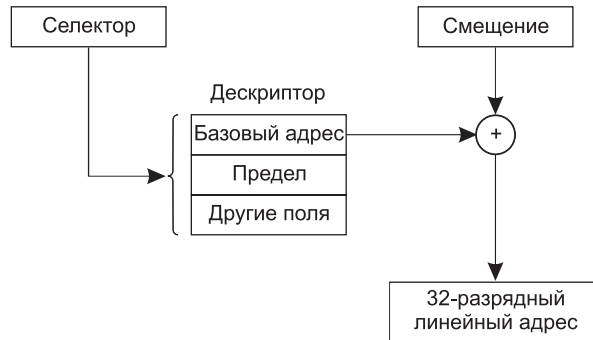 Селектор
Смещение
Дескриптор
Базовый адрес
+
Предел
Другие поля
32-разрядный
линейный адрес